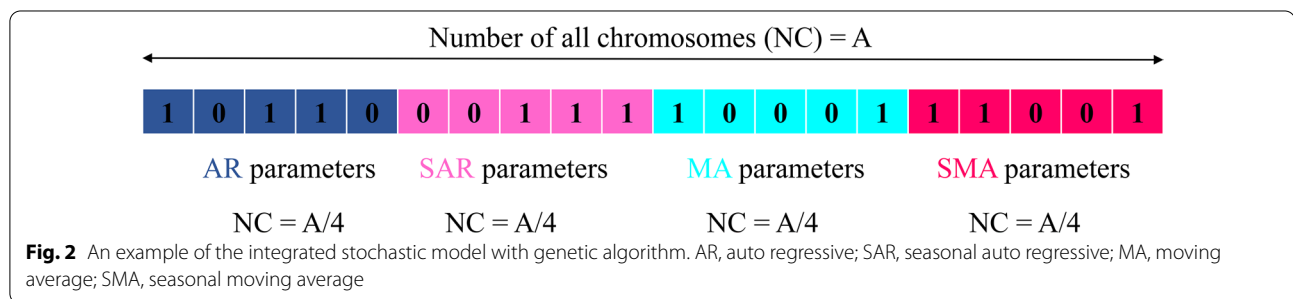 Number of all chromosomes (NC) = A
1 0 1 1 0 0 0 1 1 1 1 0 0 0 1 1 1 0 0 1
AR parameters SAR parameters MA parameters SMA parameters
NC = A/4 NC = A/4 NC = A/4 NC = A/4
Fig. 2 An example of the integrated stochastic model with genetic algorithm. AR, auto regressive; SAR, seasonal auto regressive; MA, moving
average; SMA, seasonal moving average